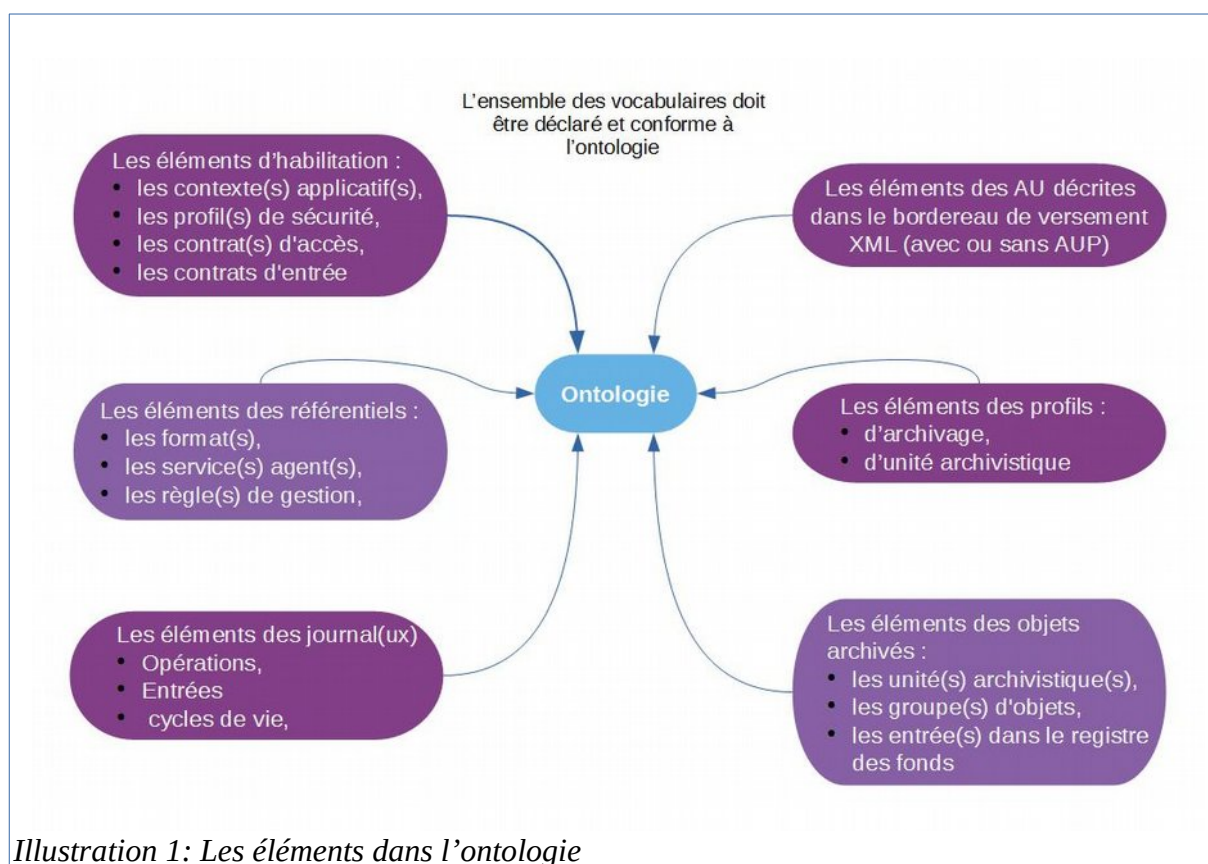 L'ensemble des vocabulaires doit
être déclaré et conforme à
l'ontologie
Les éléments d'habilitation :
• les contexte(s) applicatif(s),
• les profil(s) de sécurité,
• les contrat(s) d'accès,
• les contrats d'entrée
Les éléments des AU décrites
dans le bordereau de versement
XML (avec ou sans AUP)
Ontologie
Les éléments des référentiels :
• les format(s),
• les service(s) agent(s),
• les règle(s) de gestion,
Les éléments des profils :
• d'archivage,
• d'unité archivistique
Les éléments des journal(ux)
• Opérations,
• Entrées
• cycles de vie,
Les éléments des objets
archivés :
• les unité(s) archivistique(s),
• les groupe(s) d'objets,
• les entrée(s) dans le registre
des fonds
Illustration 1: Les éléments dans l'ontologie